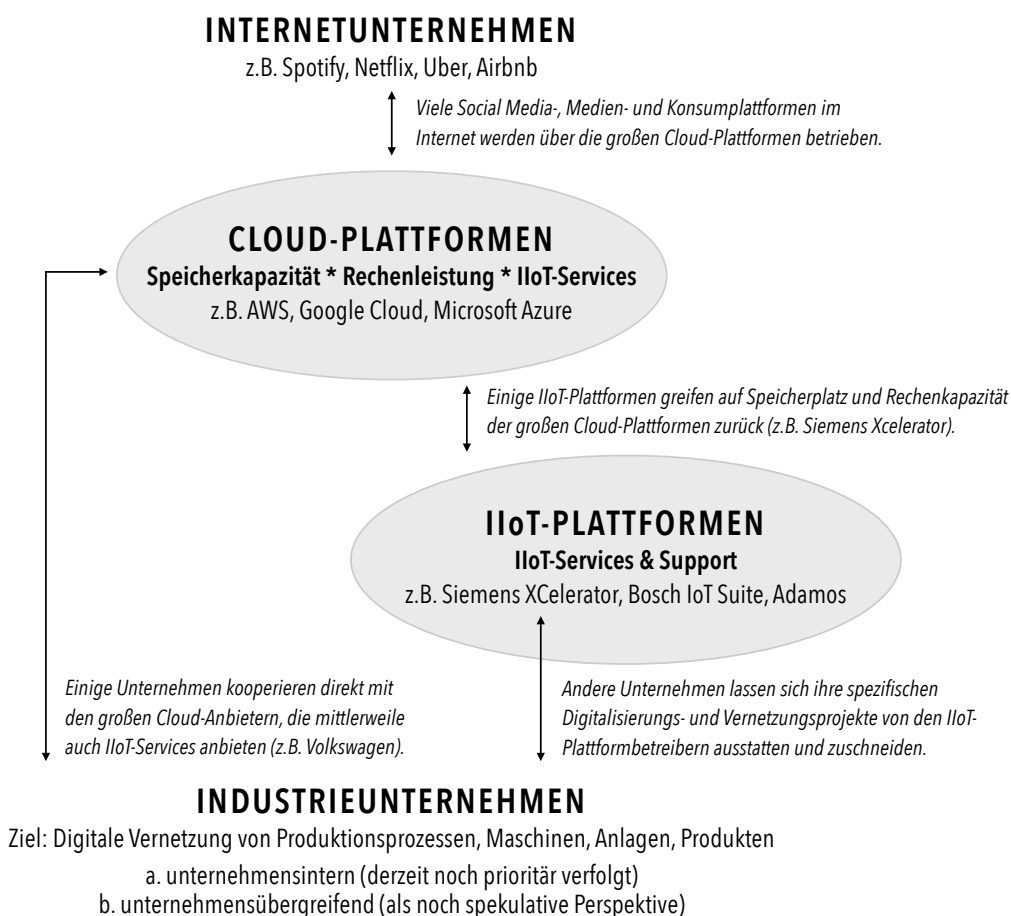 INTERNETUNTERNEHMEN
z.B. Spotify, Netflix, Uber, Airbnb
Viele Social Media-, Medien- und Konsumplattformen im
Internet werden über die großen Cloud-Plattformen betrieben.
CLOUD-PLATTFORMEN
Speicherkapazität * Rechenleistung * IIoT-Services
z.B. AWS, Google Cloud, Microsoft Azure
Einige IIoT-Plattformen greifen auf Speicherplatz und Rechenkapazität
der großen Cloud-Plattformen zurück (z.B. Siemens Xcelerator).
IIoT-PLATTFORMEN
IIoT-Services & Support
z.B. Siemens XCelerator, Bosch IoT Suite, Adamos
Einige Unternehmen kooperieren direkt mit
den großen Cloud-Anbietern, die mittlerweile
auch IIoT-Services anbieten (z.B. Volkswagen).
Andere Unternehmen lassen sich ihre spezifischen
Digitalisierungs- und Vernetzungsprojekte von den IIoT-
Plattformbetreibern ausstatten und zuschneiden.
INDUSTRIEUNTERNEHMEN
Ziel: Digitale Vernetzung von Produktionsprozessen, Maschinen, Anlagen, Produkten
a. unternehmensintern (derzeit noch prioritär verfolgt)
b. unternehmensübergreifend (als noch spekulative Perspektive)